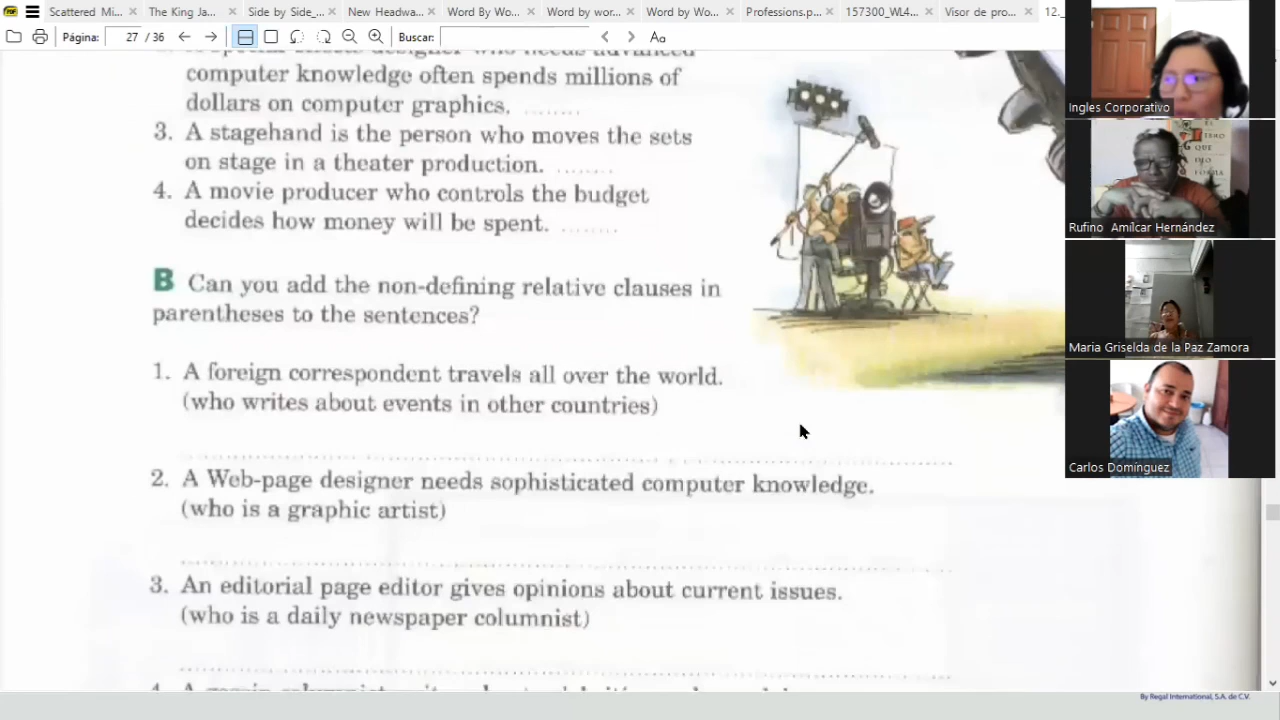 Scattered Mi...
The King Ja...
Side by Side_...
New Headwa...
Word By Wo...
Word by wor...
Word by Wo...
Professions.p...
157300_WL4...
Visor de pro...
12._
Página: 27 / 36
Buscar:
Aα
computer knowledge often spends millions of
dollars on computer graphics. ........
3. A stagehand is the person who moves the sets
on stage in a theater production. ........
4. A movie producer who controls the budget
decides how money will be spent. ........
B Can you add the non-defining relative clauses in
parentheses to the sentences?
1. A foreign correspondent travels all over the world.
(who writes about events in other countries)
2. A Web-page designer needs sophisticated computer knowledge.
(who is a graphic artist)
3. An editorial page editor gives opinions about current issues.
(who is a daily newspaper columnist)
Ingles Corporativo
QUE
Rufino Amílcar Hernández
Maria Griselda de la Paz Zamora
Carlos Domínguez
By Regal International, S.A. de C.V.